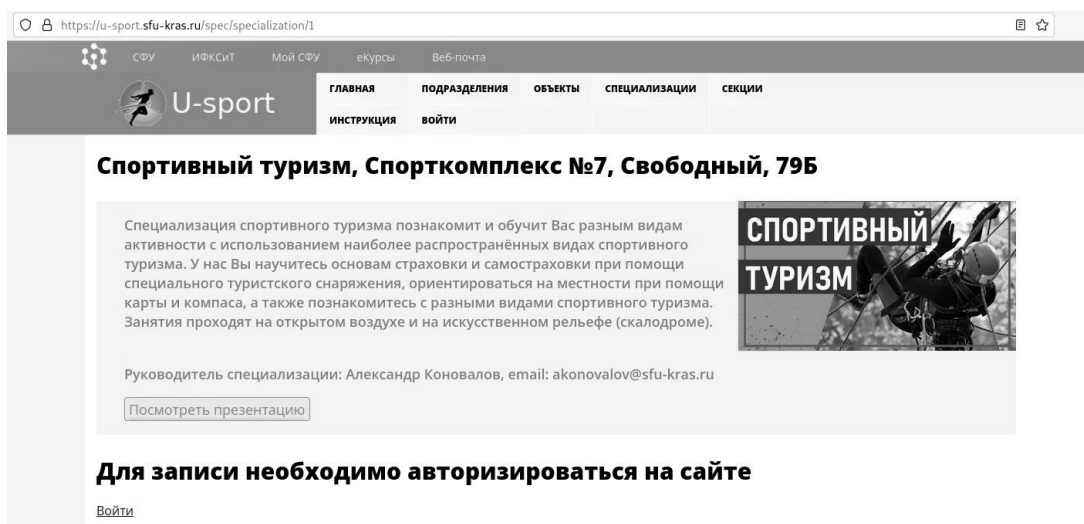 https://u-sport.sfu-kras.ru/spec/specialization/1
СФУ ИФКСиТ Мой СФУ еКурсы Веб-почта
U-sport
ГЛАВНАЯ ПОДРАЗДЕЛЕНИЯ ОБЪЕКТЫ СПЕЦИАЛИЗАЦИИ СЕКЦИИ
ИНСТРУКЦИЯ ВОЙТИ
Спортивный туризм, Спорткомплекс №7, Свободный, 79Б
Специализация спортивного туризма познакомит и обучит Вас разным видам
активности с использованием наиболее распространённых видах спортивного
туризма. У нас Вы научитесь основам страховки и самостраховки при помощи
специального туристского снаряжения, ориентироваться на местности при помощи
карты и компаса, а также познакомитесь с разными видами спортивного туризма.
Занятия проходят на открытом воздухе и на искусственном рельефе (скалодроме).
СПОРТИВНЫЙ
ТУРИЗМ
Руководитель специализации: Александр Коновалов, email: akonovalov@sfu-kras.ru
Посмотреть презентацию
Для записи необходимо авторизироваться на сайте
Войти